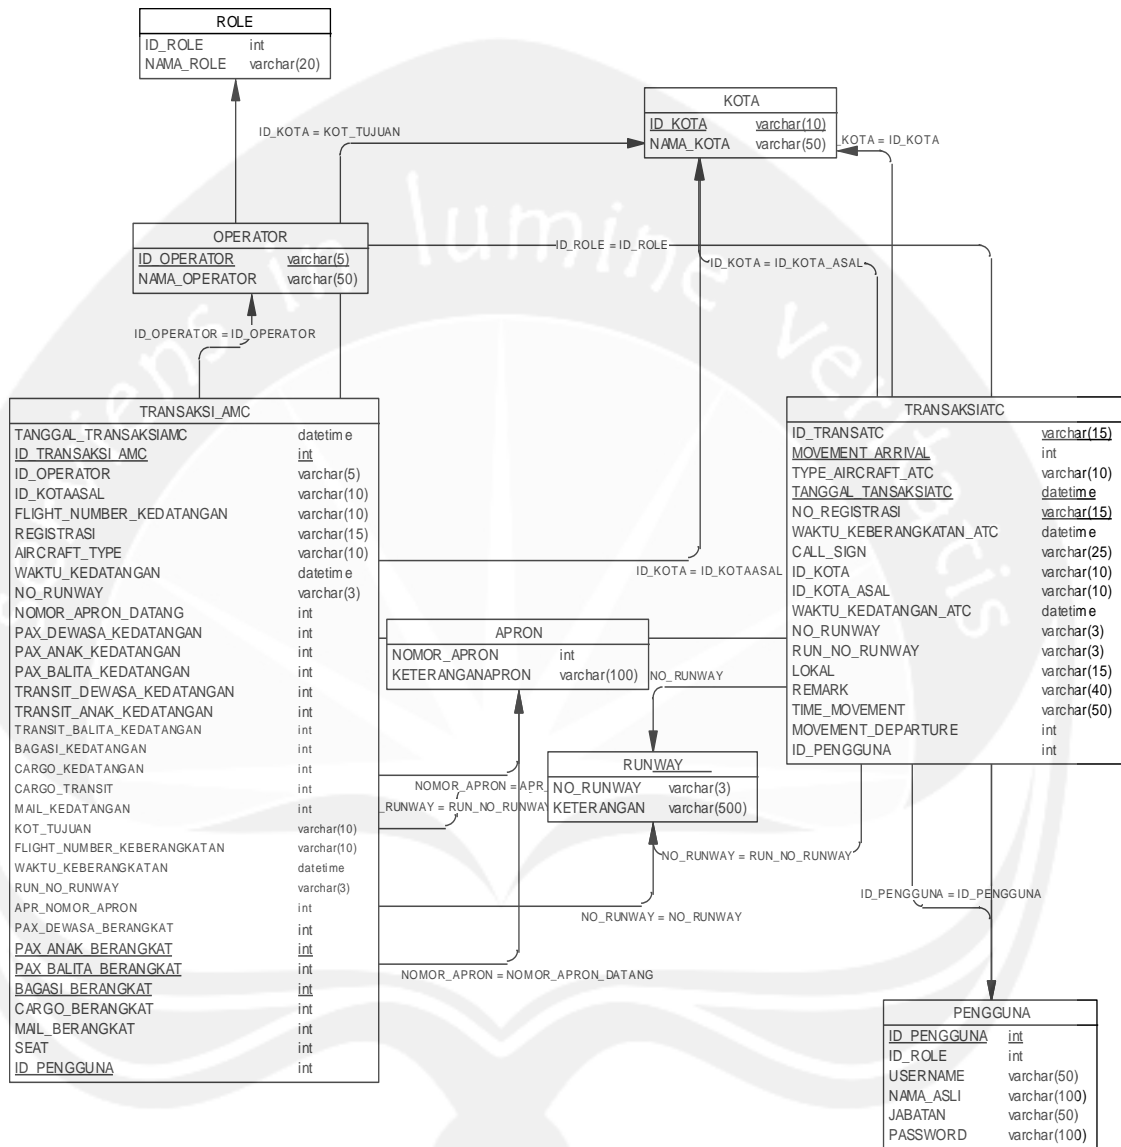 ROLE
ID_ROLE int
NAMA_ROLE varchar(20)
KOTA
ID_KOTA varchar(10)
NAMA_KOTA varchar(50)
ID_KOTA = KOT_TUJUAN
_KOTA = ID_KOTA
OPERATOR
ID_OPERATOR varchar(5)
NAMA_OPERATOR varchar(50)
ID_ROLE = ID_ROLE
ID_KOTA = ID_KOTA_ASAL
ID_OPERATOR = ID_OPERATOR
TRANSAKSI_AMC
TANGGAL_TRANSAKSIAMC datetime
ID_TRANSAKSI_AMC int
ID_OPERATOR varchar(5)
ID_KOTAASAL varchar(10)
FLIGHT_NUMBER_KEDATANGAN varchar(10)
REGISTRASI varchar(15)
AIRCRAFT_TYPE varchar(10)
WAKTU_KEDATANGAN datetime
NO_RUNWAY varchar(3)
NOMOR_APRON_DATANG int
PAX_DEWASA_KEDATANGAN int
PAX_ANAK_KEDATANGAN int
PAX_BALITA_KEDATANGAN int
TRANSIT_DEWASA_KEDATANGAN int
TRANSIT_ANAK_KEDATANGAN int
TRANSIT_BALITA_KEDATANGAN int
BAGASI_KEDATANGAN int
CARGO_KEDATANGAN int
CARGO_TRANSIT int
MAIL_KEDATANGAN int
KOT_TUJUAN varchar(10)
FLIGHT_NUMBER_KEBERANGKATAN varchar(10)
WAKTU_KEBERANGKATAN datetime
RUN_NO_RUNWAY varchar(3)
APR_NOMOR_APRON int
PAX_DEWASA_BERANGKAT int
PAX_ANAK_BERANGKAT int
PAX_BALITA_BERANGKAT int
BAGASI_BERANGKAT int
CARGO_BERANGKAT int
MAIL_BERANGKAT int
SEAT int
ID_PENGGUNA int
TRANSAKSIATC
ID_TRANSATC varchar(15)
MOVEMENT_ARRIVAL int
TYPE_AIRCRAFT_ATC varchar(10)
TANGGAL_TANSAKSIATC datetime
NO_REGISTRASI varchar(15)
WAKTU_KEBERANGKATAN_ATC datetime
CALL_SIGN varchar(25)
ID_KOTA varchar(10)
ID_KOTA_ASAL varchar(10)
WAKTU_KEDATANGAN_ATC datetime
NO_RUNWAY varchar(3)
RUN_NO_RUNWAY varchar(3)
LOKAL varchar(15)
REMARK varchar(40)
TIME_MOVEMENT varchar(50)
MOVEMENT_DEPARTURE int
ID_PENGGUNA int
ID_KOTA = ID_KOTAASAL
APRON
NOMOR_APRON int
KETERANGANAPRON varchar(100)
NO_RUNWAY
RUNWAY
NO_RUNWAY varchar(3)
KETERANGAN varchar(500)
NOMOR_APRON = APR_
_RUNWAY = RUN_NO_RUNWAY
NO_RUNWAY = RUN_NO_RUNWAY
NO_RUNWAY = NO_RUNWAY
ID_PENGGUNA = ID_PENGGUNA
NOMOR_APRON = NOMOR_APRON_DATANG
PENGGUNA
ID_PENGGUNA int
ID_ROLE int
USERNAME varchar(50)
NAMA_ASLI varchar(100)
JABATAN varchar(50)
PASSWORD varchar(100)
in lumine veritatis